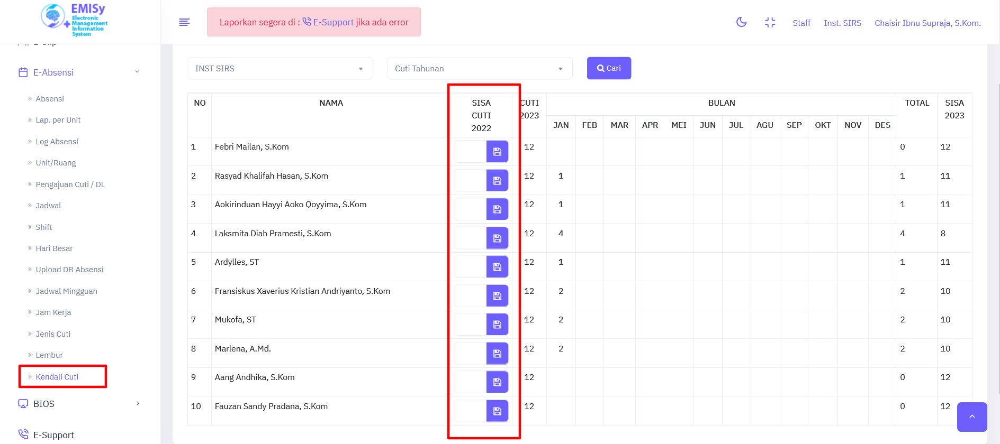 EMISy
Electronic
Management
Information
System
Laporkan segera di : E-Support jika ada error
Staff
Inst. SIRS
Chaisir Ibnu Supraja, S.Kom.
E-Absensi
Absensi
Lap. per Unit
Log Absensi
Unit/Ruang
Pengajuan Cuti / DL
Jadwal
Shift
Hari Besar
Upload DB Absensi
Jadwal Mingguan
Jam Kerja
Jenis Cuti
Lembur
Kendali Cuti
BIOS
E-Support
INST SIRS
Cuti Tahunan
Cari
NO NAMA SISA CUTI 2022 CUTI 2023 BULAN TOTAL SISA 2023
JAN FEB MAR APR MEI JUN JUL AGU SEP OKT NOV DES
1 Febri Mailan, S.Kom 12 0 12
2 Rasyad Khalifah Hasan, S.Kom 12 1 1 11
3 Aokirinduan Hayyi Aoko Qoyyima, S.Kom 12 1 1 11
4 Laksmita Diah Pramesti, S.Kom 12 4 4 8
5 Ardylles, ST 12 1 1 11
6 Fransiskus Xaverius Kristian Andriyanto, S.Kom 12 2 2 10
7 Mukofa, ST 12 2 2 10
8 Marlena, A.Md. 12 2 2 10
9 Aang Andhika, S.Kom 12 0 12
10 Fauzan Sandy Pradana, S.Kom 12 0 12